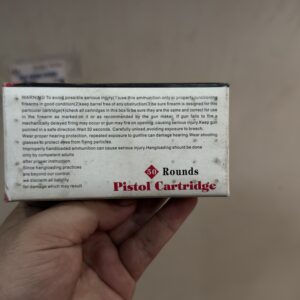 WARNING: To avoid possible serious injury(1)use this ammunition only in properly functioning
firearms in good condition(2)keep barrel free of any obstruction(3)be sure firearm is designed for this
particular cartridge(4)check all cartridges in this box to be sure they are the same and correct for use
in the firearm as marked on it or as recommended by the gun maker. If gun fails to fire a
mechanically delayed firing may occur or gun may fire on opening, causing serious injury.Keep gun
pointed in a safe direction. Wait 30 seconds. Carefully unload,avoiding exposure to breech.
Wear proper hearing protection, repeated exposure to gunfire can damage hearing. Wear shooting
glasses to protect eyes from flying particles.
Improperly handloaded ammunition can cause serious injury.Hangloading should be done
only by competent adults
after proper instruction
Since hangloading practices
are beyond our control.
we disclaim all liability
for damage which may result
50 Rounds
Pistol Cartridge